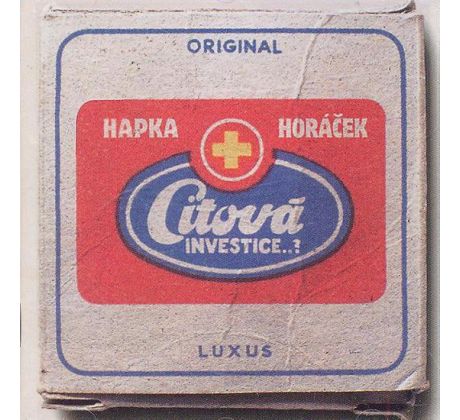 ORIGINAL
HAPKA HORÁČEK
Citová
INVESTICE..?
LUXUS